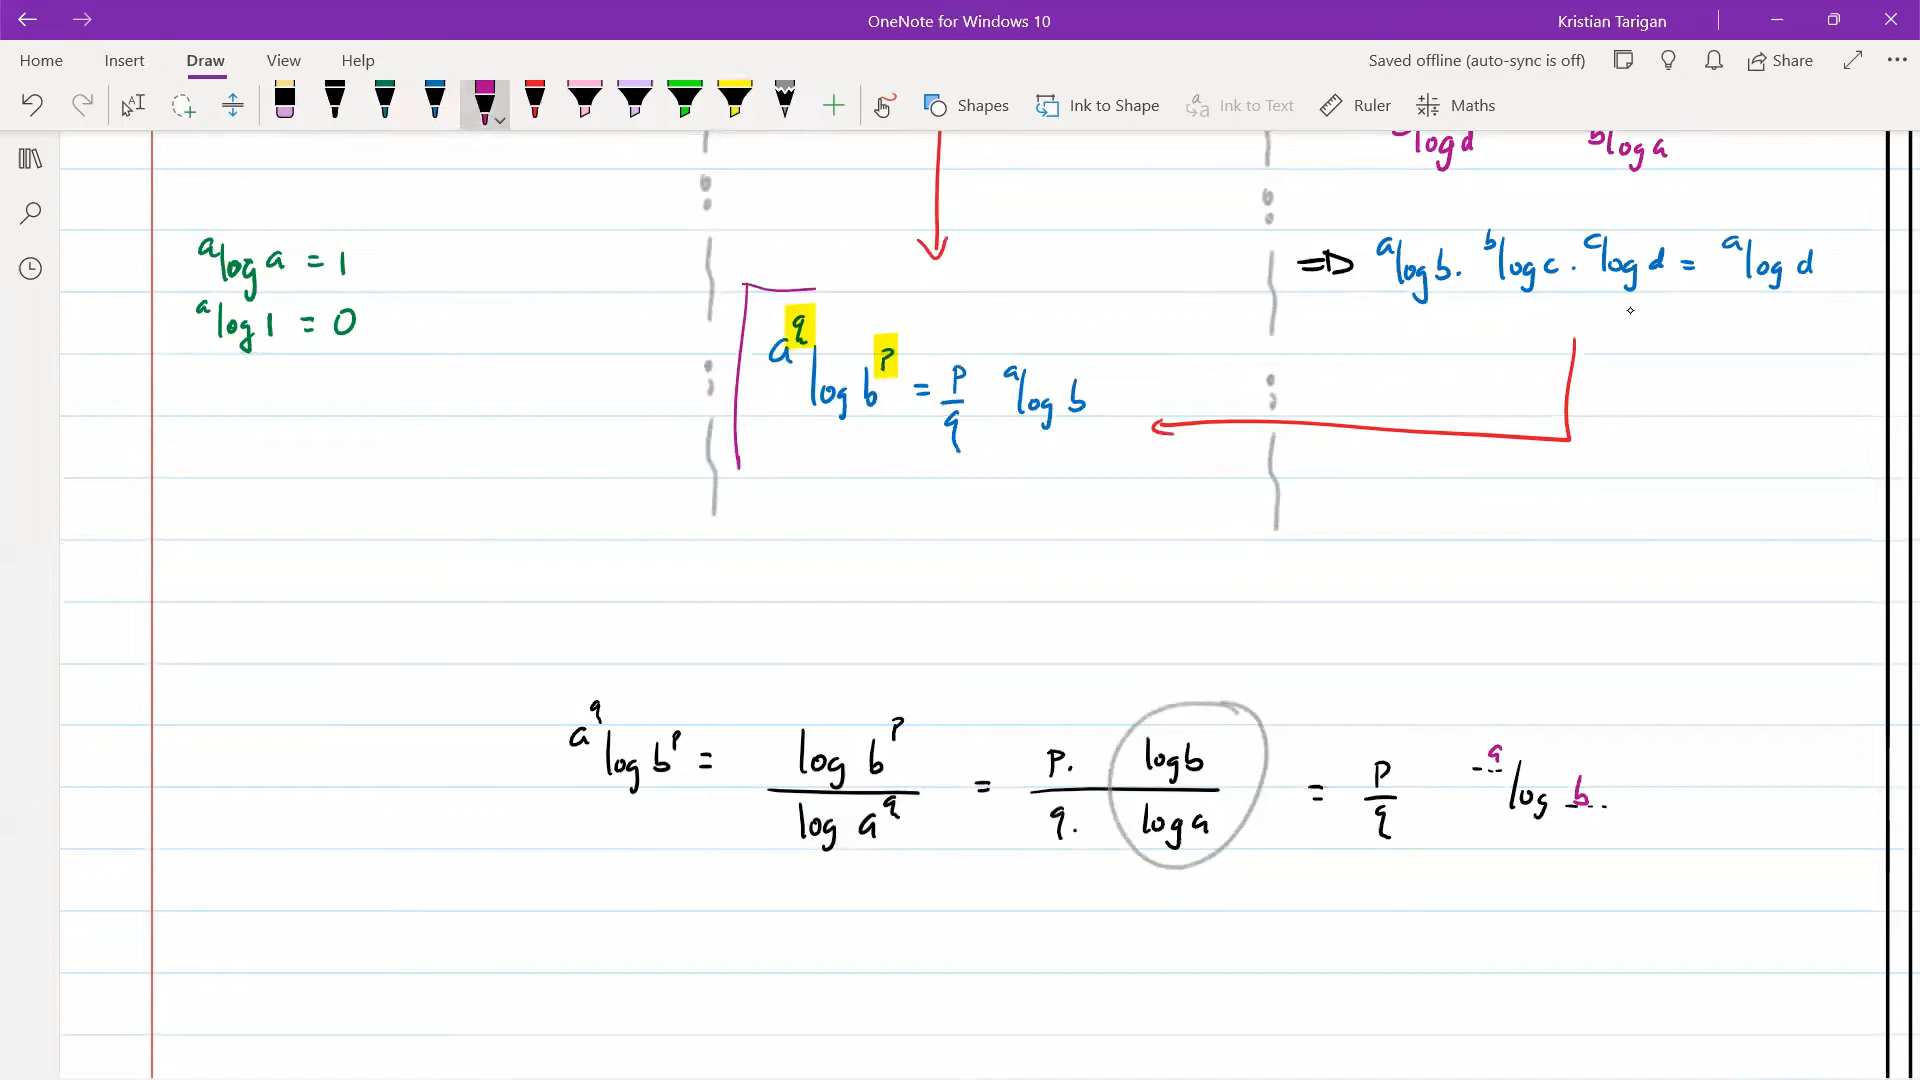 OneNote for Windows 10
Kristian Tarigan
Home Insert Draw View Help
Saved offline (auto-sync is off) Share
Shapes Ink to Shape Ink to Text Ruler Maths
log d ᵇlog a
ᵃlog a = 1
ᵃlog 1 = 0
⇒ ᵃlog b . ᵇlog c . ᶜlog d = ᵃlog d
a^q log b^p = p/q ᵃlog b
a^q log b^p = log b^p / log a^q = p. log b / q. log a = p/q ᵃlog b